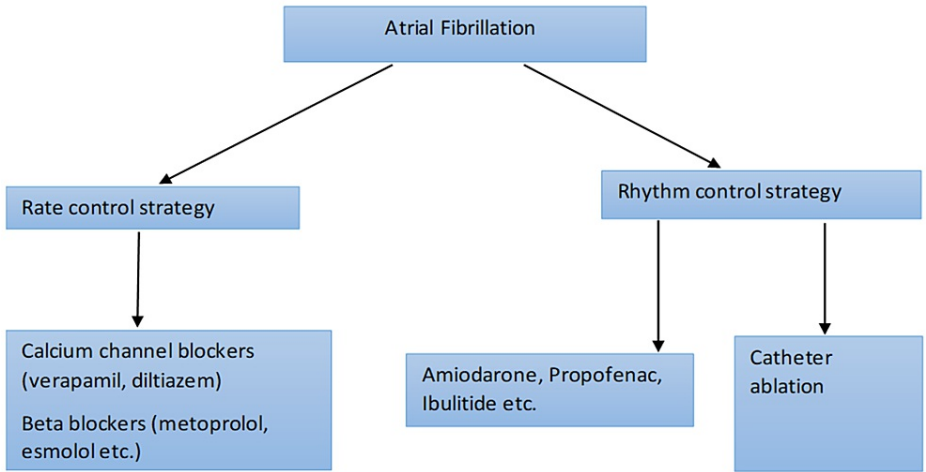 Atrial Fibrillation
Rate control strategy
Rhythm control strategy
Calcium channel blockers
(verapamil, diltiazem)
Beta blockers (metoprolol,
esmolol etc.)
Amiodarone, Propofenac,
Ibulitide etc.
Catheter
ablation